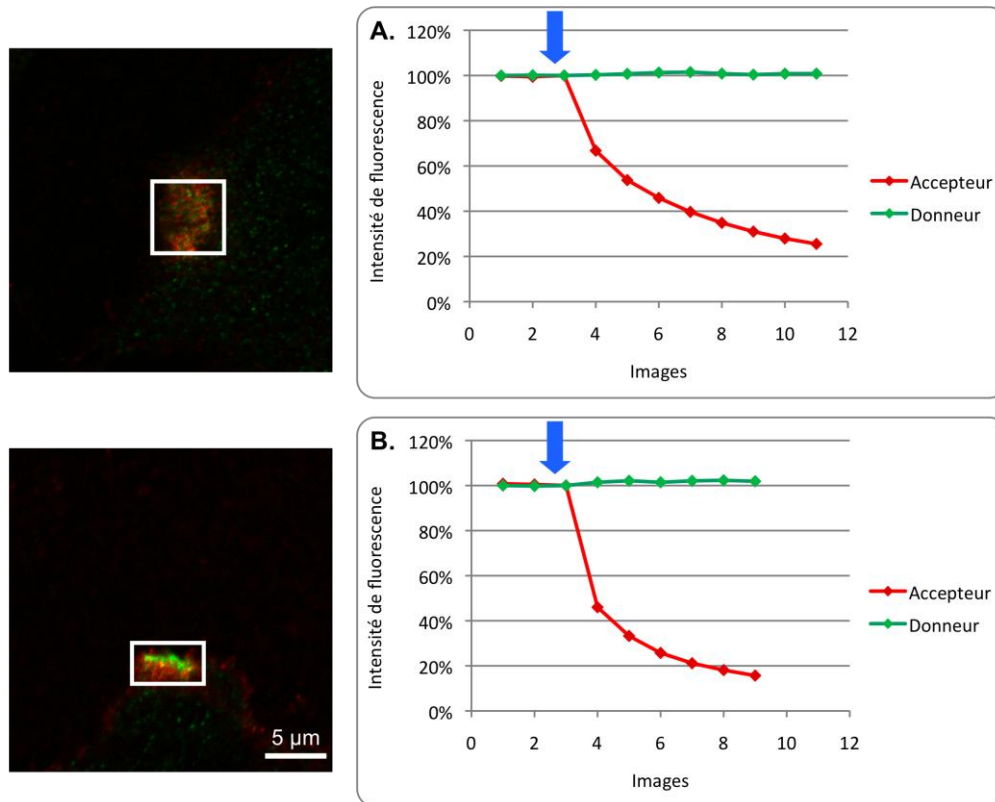 A.
120%
100%
80%
60%
40%
20%
0%
Intensité de fluorescence
0 2 4 6 8 10 12
Images
Accepteur
Donneur
B.
120%
100%
80%
60%
40%
20%
0%
Intensité de fluorescence
0 2 4 6 8 10 12
Images
Accepteur
Donneur
5 µm